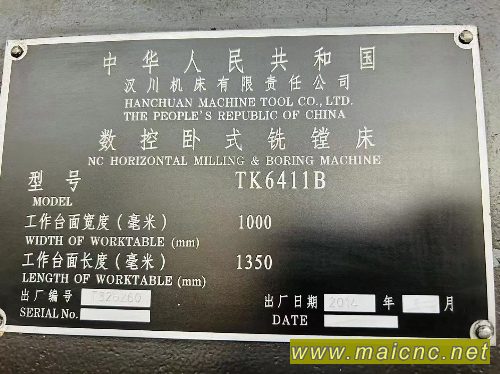 中华人民共和国
汉川机床有限责任公司
HANCHUAN MACHINE TOOL CO., LTD.
THE PEOPLE'S REPUBLIC OF CHINA
数控卧式铣镗床
NC HORIZONTAL MILLING & BORING MACHINE
型号 TK6411B
MODEL
工作台面宽度(毫米) 1000
WIDTH OF WORKTABLE (mm)
工作台面长度(毫米) 1350
LENGTH OF WORKTABLE (mm)
出厂编号 出厂日期 2014 年 月
SERIAL No. DATE
www.maicnc.net